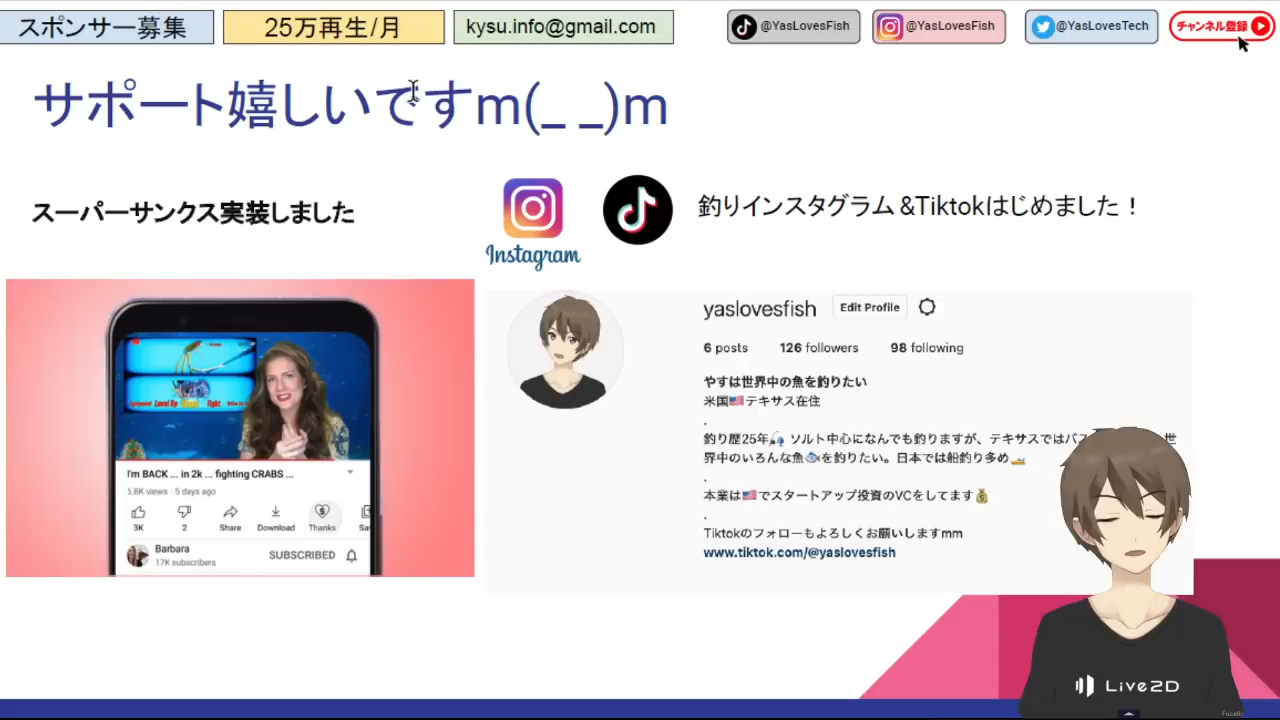 スポンサー募集
25万再生/月
kysu.info@gmail.com
@YasLovesFish
@YasLovesFish
@YasLovesTech
チャンネル登録
サポート嬉しいですm(_ _)m
スーパーサンクス実装しました
Instagram
釣りインスタグラム&Tiktokはじめました！
I'm BACK ... in 2k ... fighting CRABS ...
5.8K views · 5 days ago
3K
2
Share
Download
Thanks
Sa
Barbara
17K subscribers
SUBSCRIBED
yaslovesfish
Edit Profile
6 posts 126 followers 98 following
やすは世界中の魚を釣りたい
米国🇺🇸テキサス在住
.
釣り歴25年🎣 ソルト中心になんでも釣りますが、テキサスではバス 世
界中のいろんな魚🐟を釣りたい。日本では船釣り多め🚤
.
本業は🇺🇸でスタートアップ投資のVCをしてます💰
.
Tiktokのフォローもよろしくお願いしますmm
www.tiktok.com/@yaslovesfish
Live2D